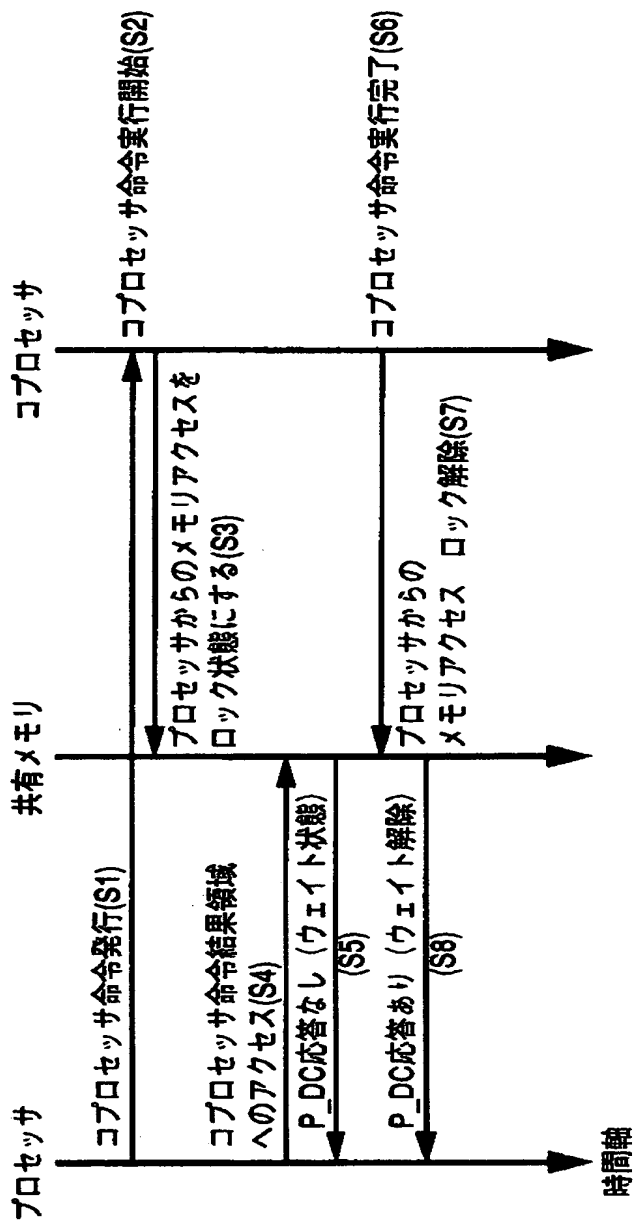 プロセッサ
共有メモリ
コプロセッサ
コプロセッサ命令発行(S1)
コプロセッサ命令実行開始(S2)
プロセッサからのメモリアクセスを
ロック状態にする(S3)
コプロセッサ命令結果領域
へのアクセス(S4)
P_DC応答なし（ウェイト状態）
(S5)
コプロセッサ命令実行完了(S6)
プロセッサからの
メモリアクセス ロック解除(S7)
P_DC応答あり（ウェイト解除）
(S8)
時間軸